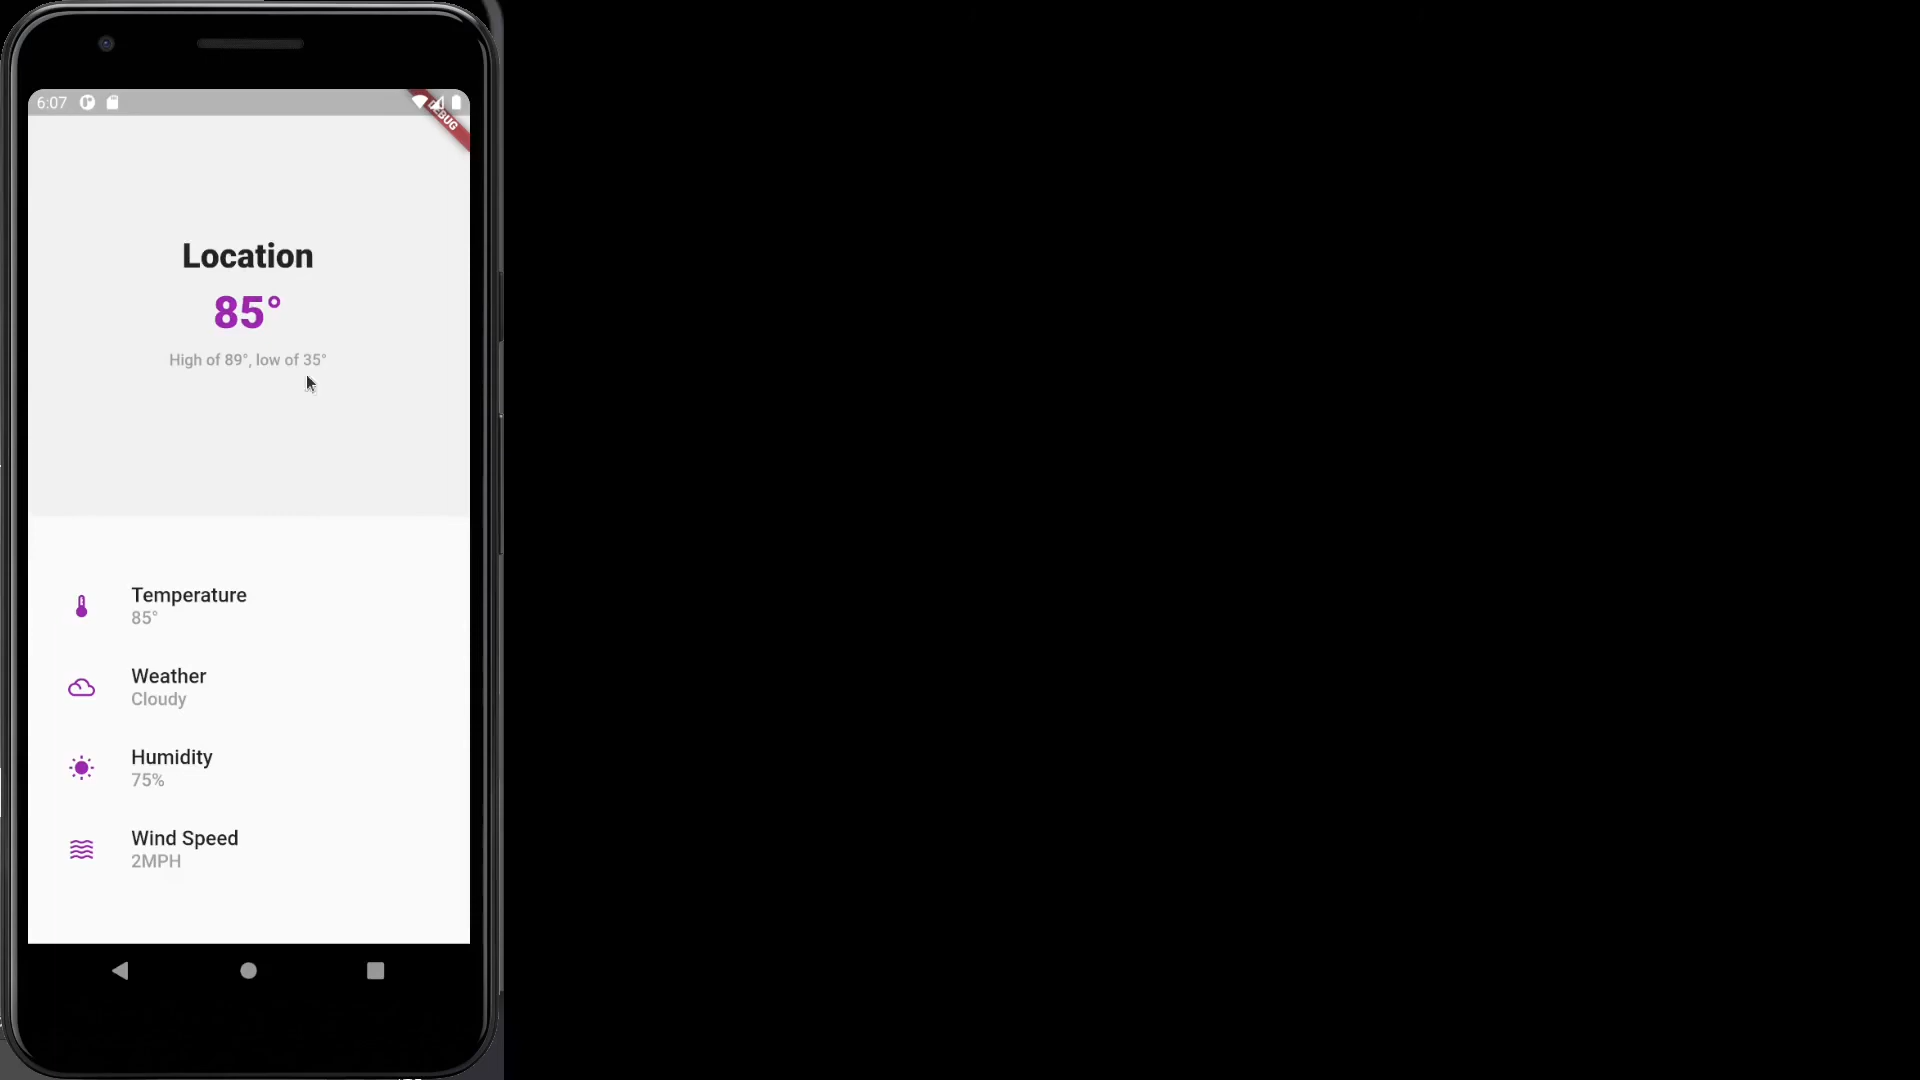 6:07
DEBUG
Location
85°
High of 89°, low of 35°
Temperature
85°
Weather
Cloudy
Humidity
75%
Wind Speed
2MPH